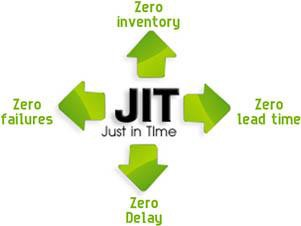 Zero
inventory
Zero
failures
JIT
Just in TIme
Zero
lead time
Zero
Delay